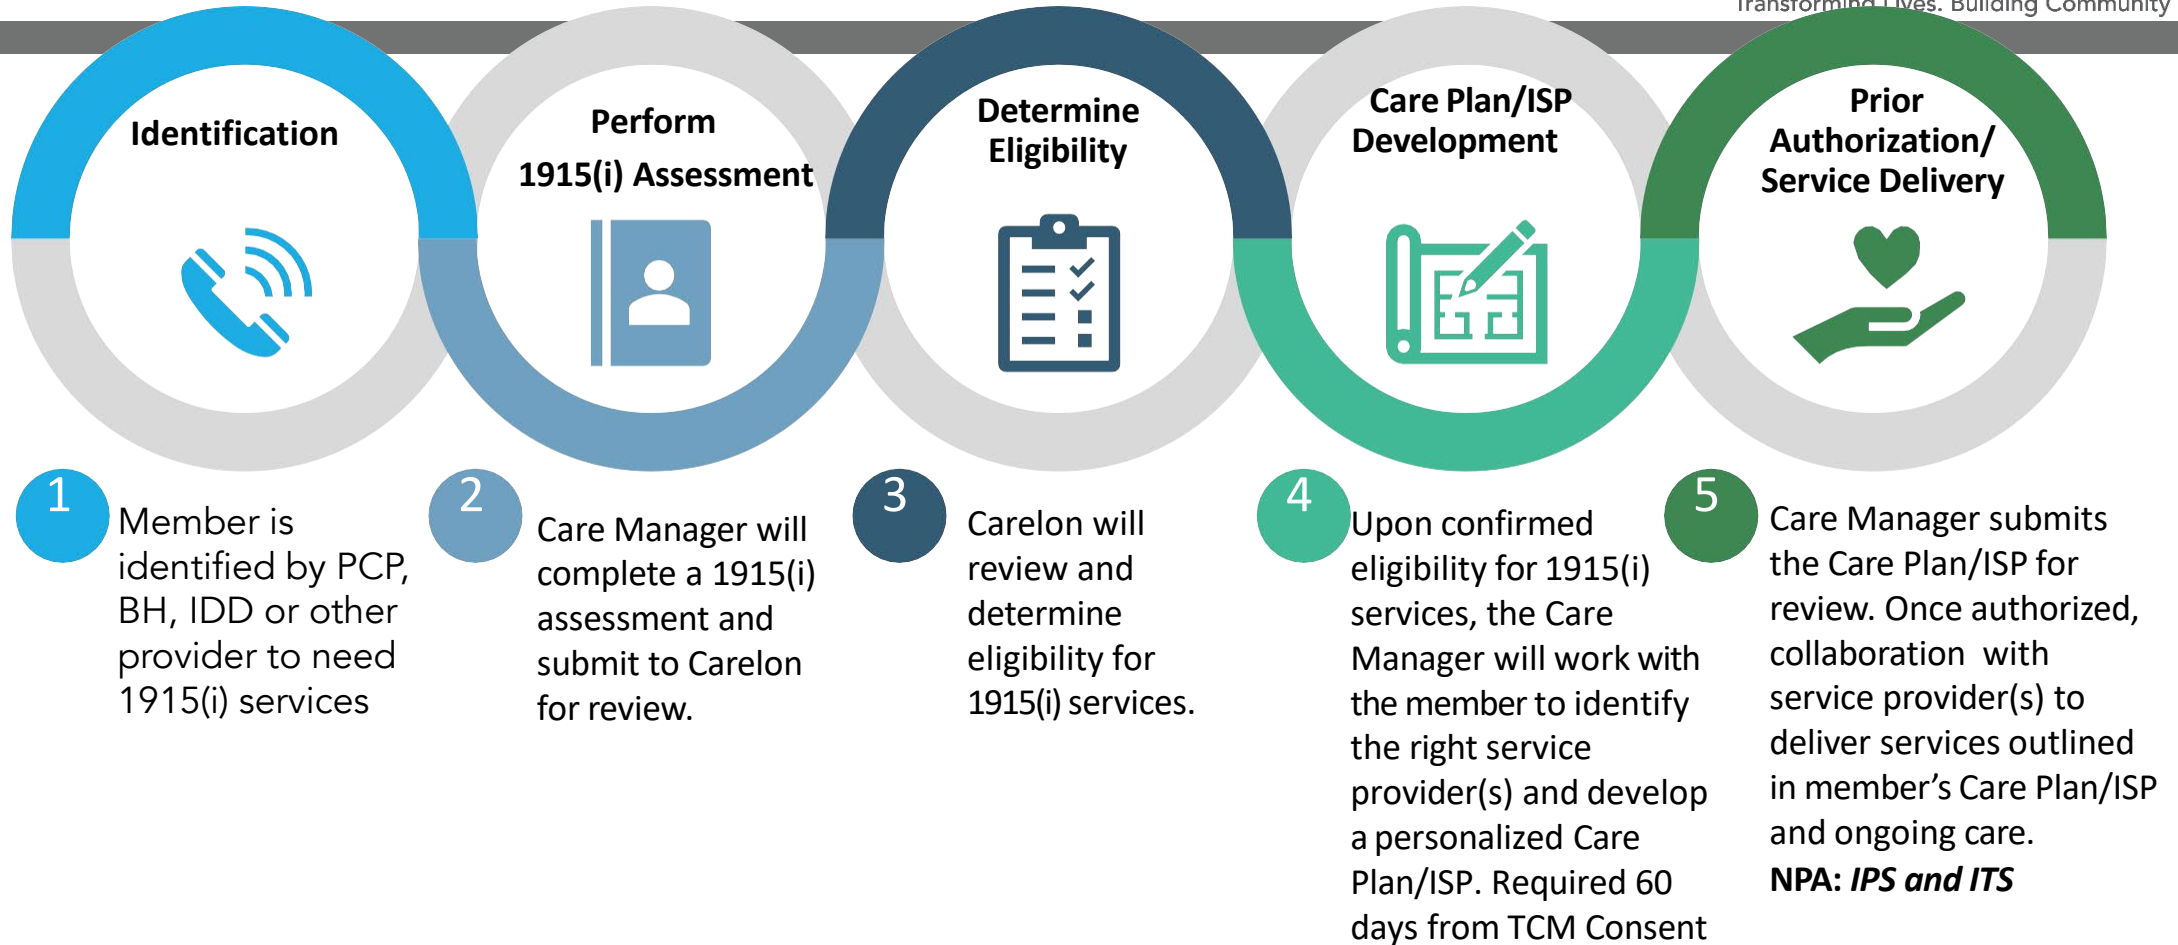 Transforming Lives. Building Community
Identification
Perform
1915(i) Assessment
Determine
Eligibility
Care Plan/ISP
Development
Prior
Authorization/
Service Delivery
1
Member is
identified by PCP,
BH, IDD or other
provider to need
1915(i) services
2
Care Manager will
complete a 1915(i)
assessment and
submit to Carelon
for review.
3
Carelon will
review and
determine
eligibility for
1915(i) services.
4
Upon confirmed
eligibility for 1915(i)
services, the Care
Manager will work with
the member to identify
the right service
provider(s) and develop
a personalized Care
Plan/ISP. Required 60
days from TCM Consent
5
Care Manager submits
the Care Plan/ISP for
review. Once authorized,
collaboration with
service provider(s) to
deliver services outlined
in member’s Care Plan/ISP
and ongoing care.
NPA: IPS and ITS